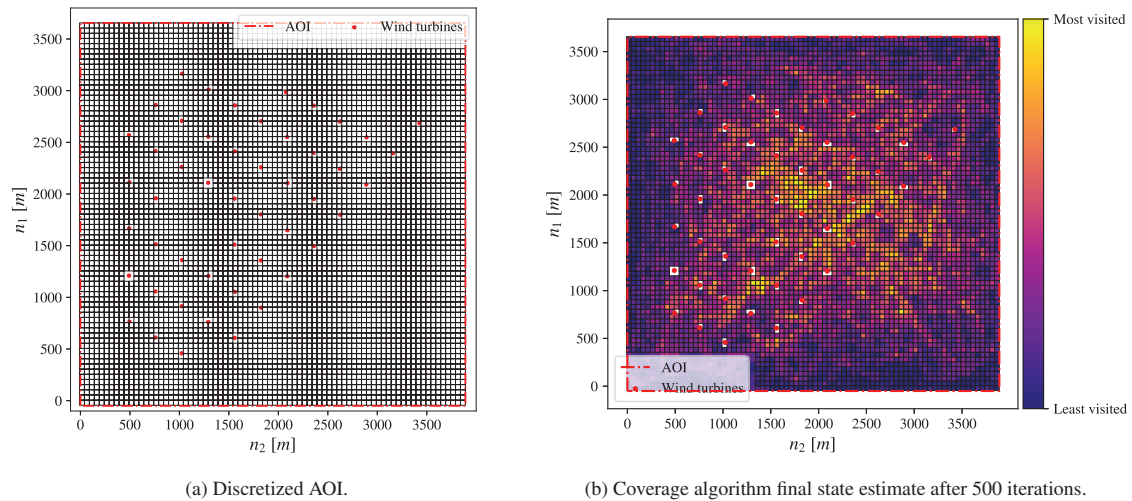 AOI
Wind turbines
3500
3000
2500
2000
1500
1000
500
0
n₁ [m]
0 500 1000 1500 2000 2500 3000 3500
n₂ [m]
(a) Discretized AOI.
Most visited
3500
3000
2500
2000
1500
1000
500
0
n₁ [m]
AOI
Wind turbines
Least visited
0 500 1000 1500 2000 2500 3000 3500
n₂ [m]
(b) Coverage algorithm final state estimate after 500 iterations.